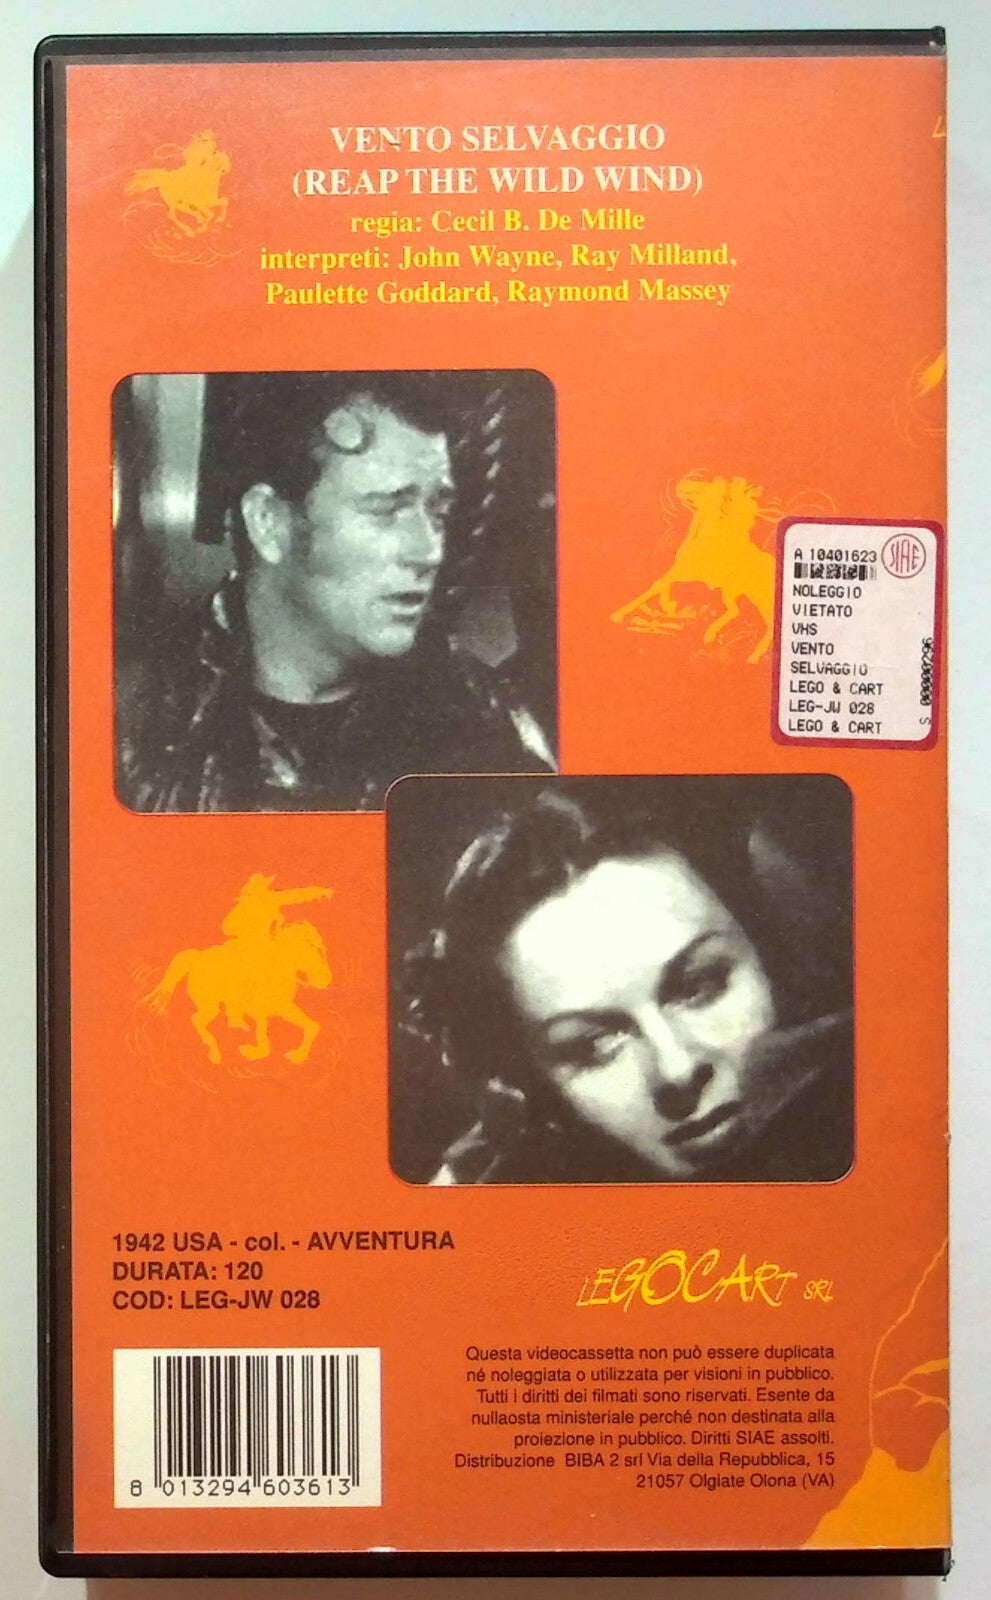 VENTO SELVAGGIO
(REAP THE WILD WIND)
regia: Cecil B. De Mille
interpreti: John Wayne, Ray Milland,
Paulette Goddard, Raymond Massey
A 10401623
SIAE
NOLEGGIO
VIETATO
VHS
VENTO
SELVAGGIO
LEGO & CART
LEG-JW 028
LEGO & CART
S 00000296
1942 USA - col. - AVVENTURA
DURATA: 120
COD: LEG-JW 028
LEGOCART SRL
Questa videocassetta non può essere duplicata
né noleggiata o utilizzata per visioni in pubblico.
Tutti i diritti dei filmati sono riservati. Esente da
nullaosta ministeriale perché non destinata alla
proiezione in pubblico. Diritti SIAE assolti.
Distribuzione BIBA 2 srl Via della Repubblica, 15
21057 Olgiate Olona (VA)
8 013294 603613